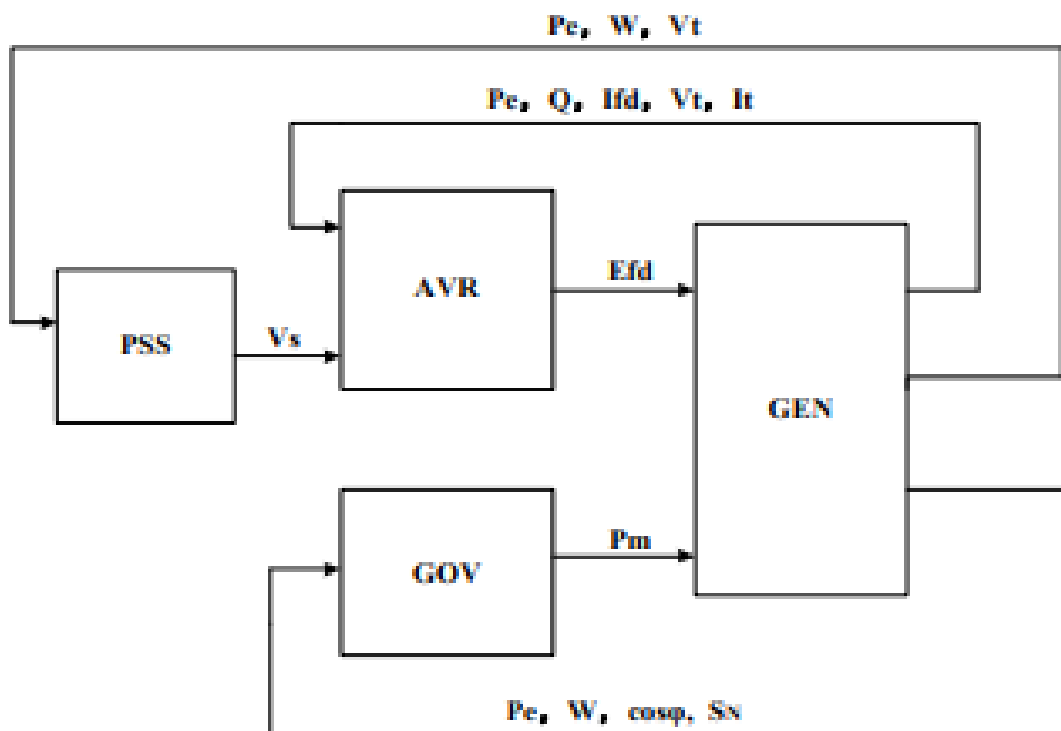 Pe, W, Vt
Pe, Q, Ifd, Vt, It
AVR
Efd
PSS
Vs
GEN
GOV
Pm
Pe, W, cosφ, SN